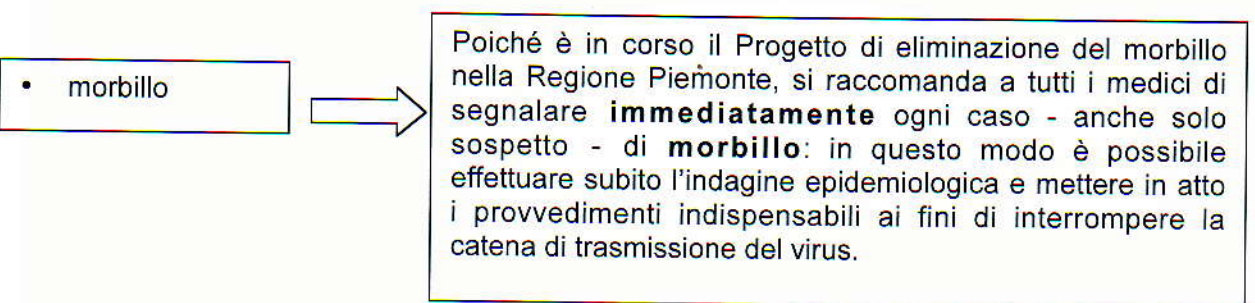 • morbillo
Poiché è in corso il Progetto di eliminazione del morbillo
nella Regione Piemonte, si raccomanda a tutti i medici di
segnalare immediatamente ogni caso - anche solo
sospetto - di morbillo: in questo modo è possibile
effettuare subito l'indagine epidemiologica e mettere in atto
i provvedimenti indispensabili ai fini di interrompere la
catena di trasmissione del virus.